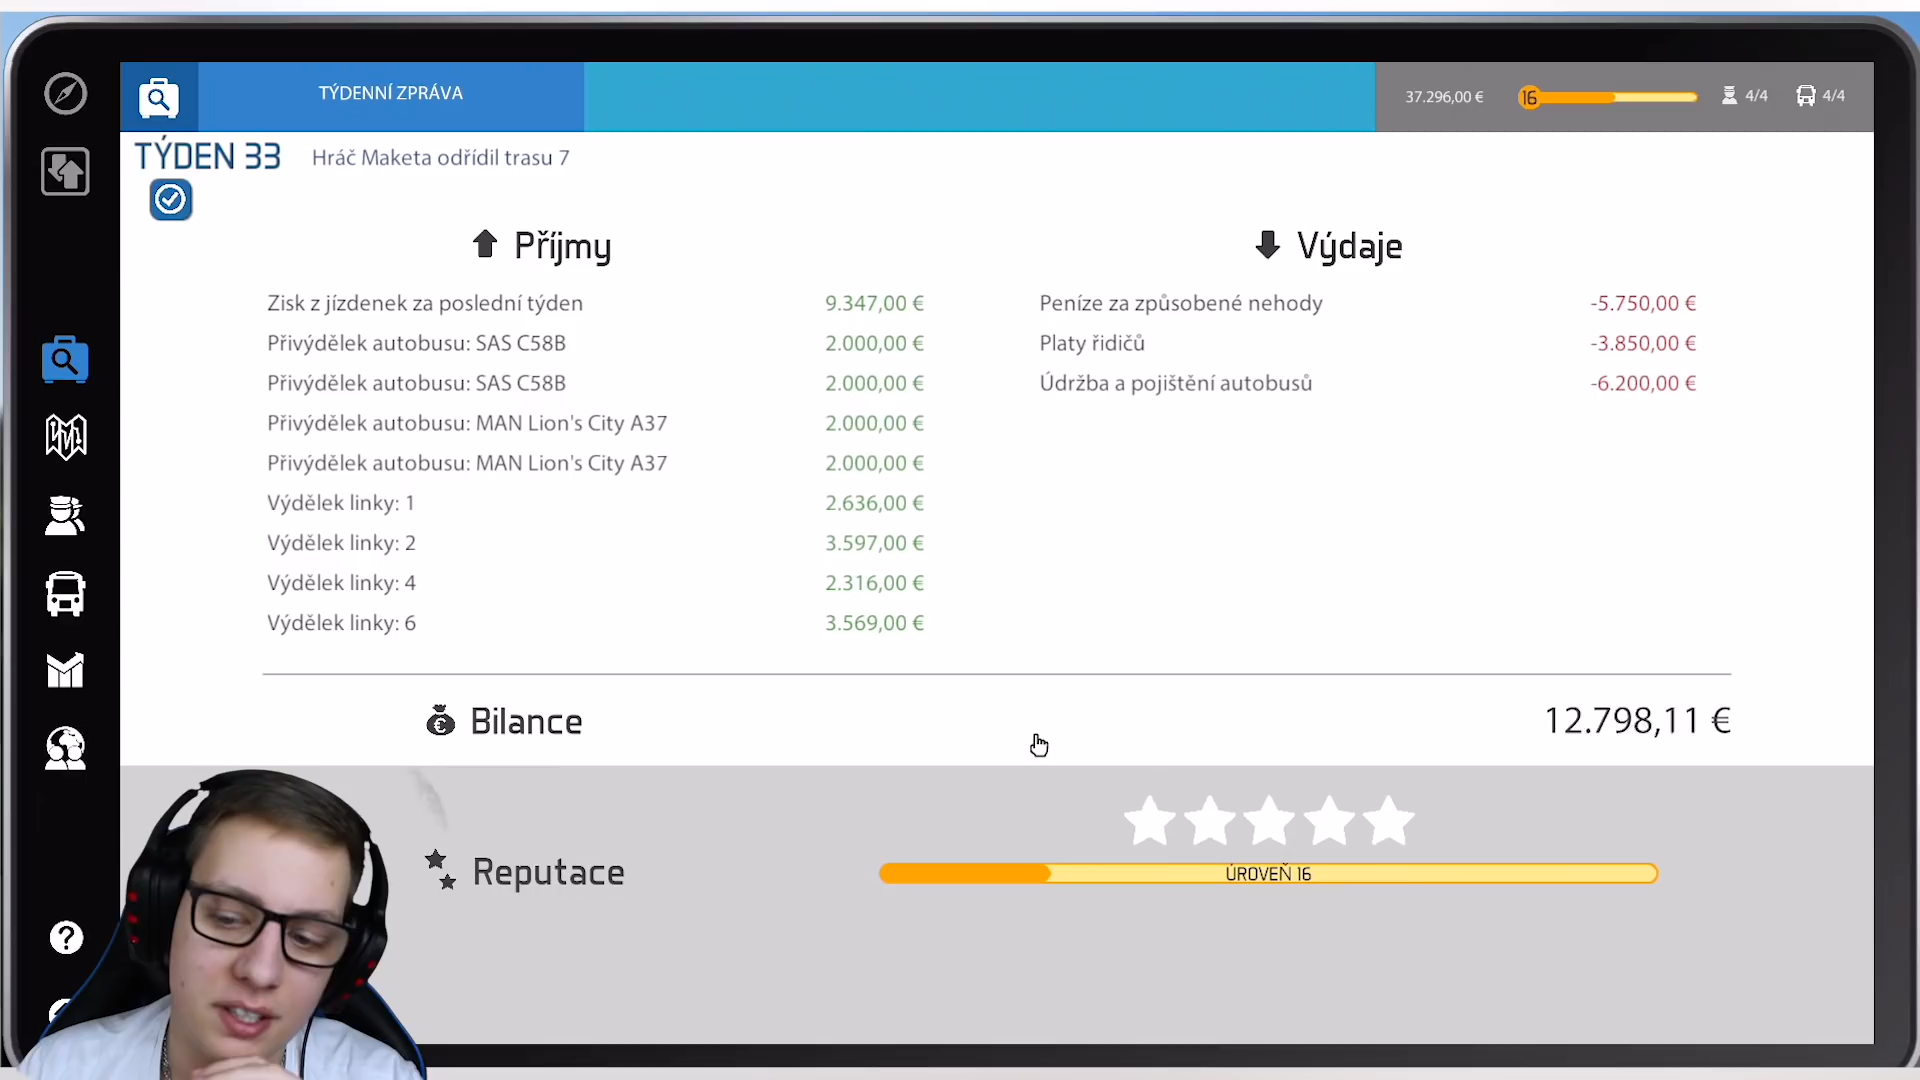 TÝDENNÍ ZPRÁVA
37.296,00 €
16
4/4
4/4
TÝDEN 33
Hráč Maketa odřídil trasu 7
Příjmy
Zisk z jízdenek za poslední týden 9.347,00 €
Přivýdělek autobusu: SAS C58B 2.000,00 €
Přivýdělek autobusu: SAS C58B 2.000,00 €
Přivýdělek autobusu: MAN Lion's City A37 2.000,00 €
Přivýdělek autobusu: MAN Lion's City A37 2.000,00 €
Výdělek linky: 1 2.636,00 €
Výdělek linky: 2 3.597,00 €
Výdělek linky: 4 2.316,00 €
Výdělek linky: 6 3.569,00 €
Výdaje
Peníze za způsobené nehody -5.750,00 €
Platy řidičů -3.850,00 €
Údržba a pojištění autobusů -6.200,00 €
Bilance 12.798,11 €
Reputace
ÚROVEŇ 16